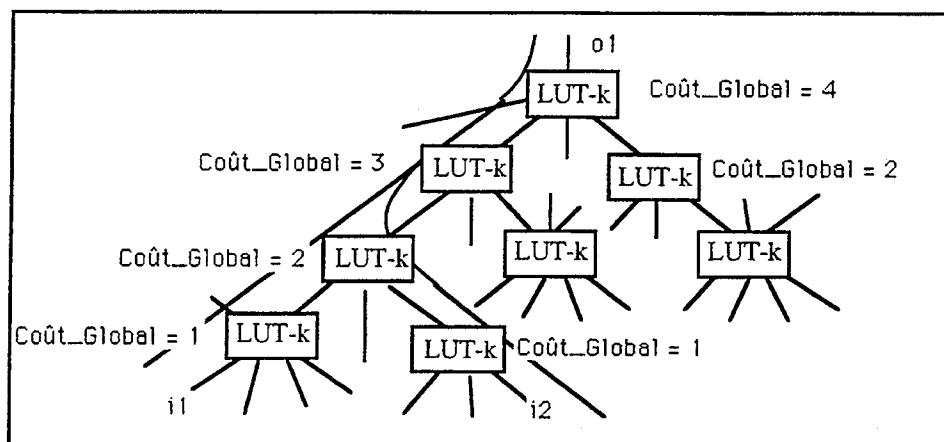 o1
LUT-k Coût_Global = 4
Coût_Global = 3 LUT-k LUT-k Coût_Global = 2
Coût_Global = 2 LUT-k LUT-k LUT-k
Coût_Global = 1 LUT-k LUT-k Coût_Global = 1
i1 i2